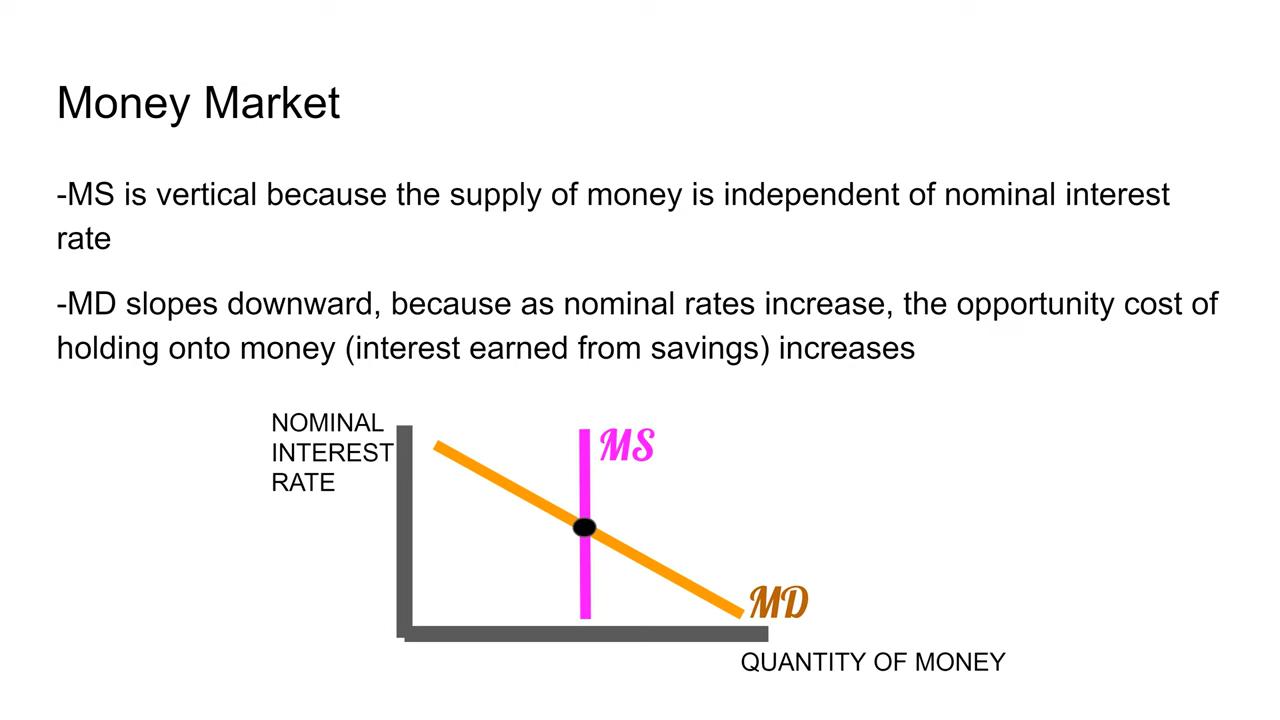 Money Market
-MS is vertical because the supply of money is independent of nominal interest
rate
-MD slopes downward, because as nominal rates increase, the opportunity cost of
holding onto money (interest earned from savings) increases
NOMINAL
INTEREST
RATE
MS
MD
QUANTITY OF MONEY